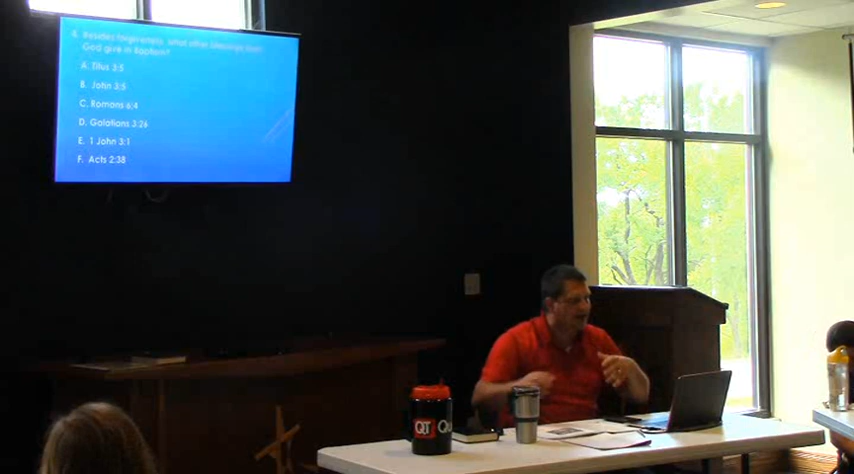 4. Besides forgiveness, what other blessings does
God give in Baptism?
A. Titus 3:5
B. John 3:5
C. Romans 6:4
D. Galatians 3:26
E. 1 John 3:1
F. Acts 2:38
QT